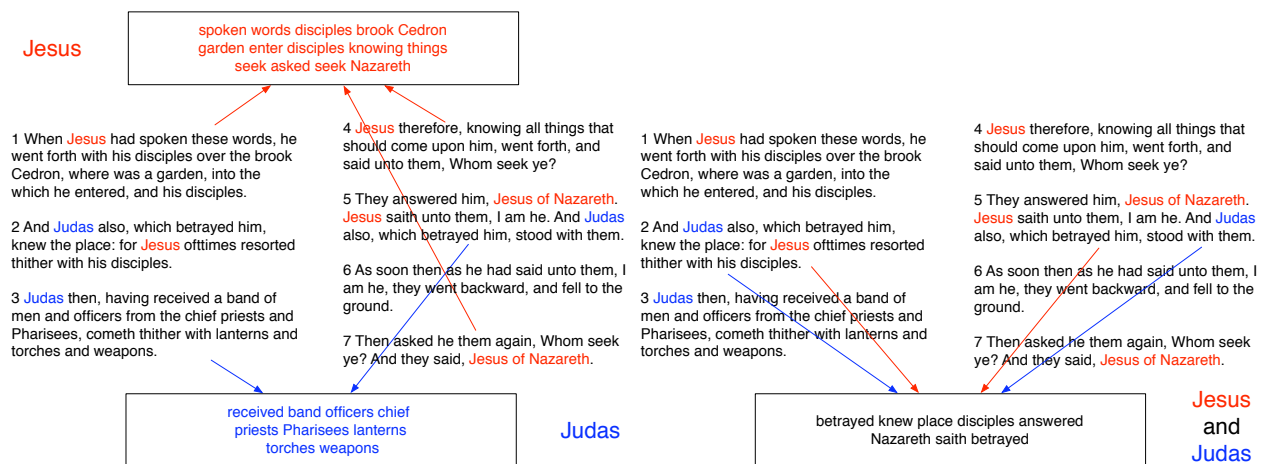 Jesus
spoken words disciples brook Cedron
garden enter disciples knowing things
seek asked seek Nazareth
1 When Jesus had spoken these words, he
went forth with his disciples over the brook
Cedron, where was a garden, into the
which he entered, and his disciples.
2 And Judas also, which betrayed him,
knew the place: for Jesus ofttimes resorted
thither with his disciples.
3 Judas then, having received a band of
men and officers from the chief priests and
Pharisees, cometh thither with lanterns and
torches and weapons.
4 Jesus therefore, knowing all things that
should come upon him, went forth, and
said unto them, Whom seek ye?
5 They answered him, Jesus of Nazareth.
Jesus saith unto them, I am he. And Judas
also, which betrayed him, stood with them.
6 As soon then as he had said unto them, I
am he, they went backward, and fell to the
ground.
7 Then asked he them again, Whom seek
ye? And they said, Jesus of Nazareth.
received band officers chief
priests Pharisees lanterns
torches weapons
Judas
1 When Jesus had spoken these words, he
went forth with his disciples over the brook
Cedron, where was a garden, into the
which he entered, and his disciples.
2 And Judas also, which betrayed him,
knew the place: for Jesus ofttimes resorted
thither with his disciples.
3 Judas then, having received a band of
men and officers from the chief priests and
Pharisees, cometh thither with lanterns and
torches and weapons.
4 Jesus therefore, knowing all things that
should come upon him, went forth, and
said unto them, Whom seek ye?
5 They answered him, Jesus of Nazareth.
Jesus saith unto them, I am he. And Judas
also, which betrayed him, stood with them.
6 As soon then as he had said unto them, I
am he, they went backward, and fell to the
ground.
7 Then asked he them again, Whom seek
ye? And they said, Jesus of Nazareth.
betrayed knew place disciples answered
Nazareth saith betrayed
Jesus
and
Judas